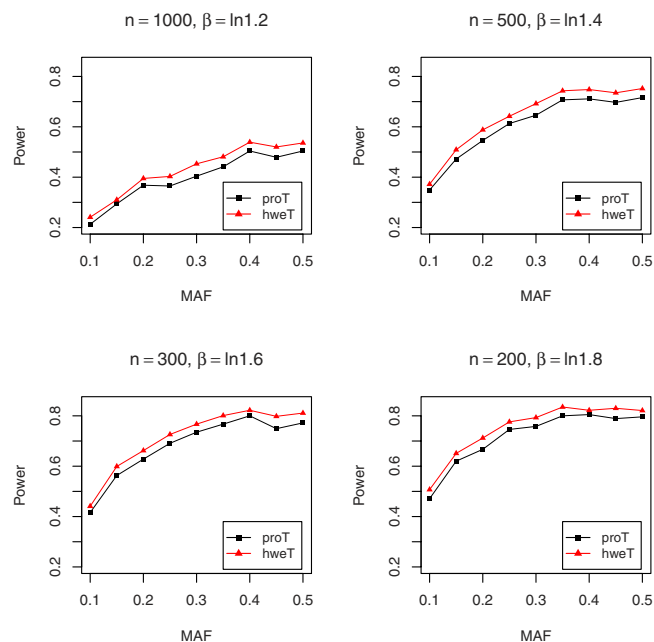 n = 1000, β = ln1.2
Power
0.2 0.4 0.6 0.8
proT
hweT
0.1 0.2 0.3 0.4 0.5
MAF
n = 500, β = ln1.4
Power
0.2 0.4 0.6 0.8
proT
hweT
0.1 0.2 0.3 0.4 0.5
MAF
n = 300, β = ln1.6
Power
0.2 0.4 0.6 0.8
proT
hweT
0.1 0.2 0.3 0.4 0.5
MAF
n = 200, β = ln1.8
Power
0.2 0.4 0.6 0.8
proT
hweT
0.1 0.2 0.3 0.4 0.5
MAF